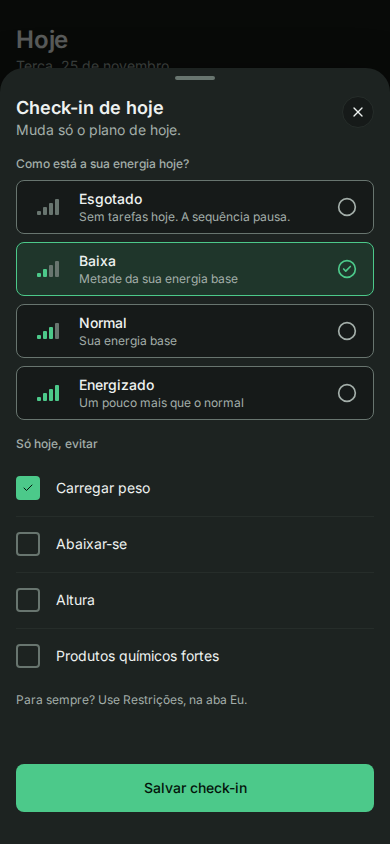 Hoje
Terça, 25 de novembro
Check-in de hoje
Muda só o plano de hoje.
Como está a sua energia hoje?
Esgotado
Sem tarefas hoje. A sequência pausa.
Baixa
Metade da sua energia base
Normal
Sua energia base
Energizado
Um pouco mais que o normal
Só hoje, evitar
Carregar peso
Abaixar-se
Altura
Produtos químicos fortes
Para sempre? Use Restrições, na aba Eu.
Salvar check-in